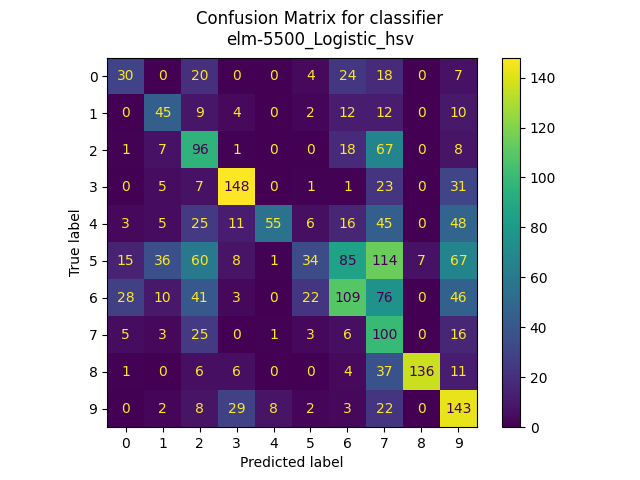 Confusion Matrix for classifier
elm-5500_Logistic_hsv
0 30 0 20 0 0 4 24 18 0 7
1 0 45 9 4 0 2 12 12 0 10
2 1 7 96 1 0 0 18 67 0 8
3 0 5 7 148 0 1 1 23 0 31
4 3 5 25 11 55 6 16 45 0 48
5 15 36 60 8 1 34 85 114 7 67
6 28 10 41 3 0 22 109 76 0 46
7 5 3 25 0 1 3 6 100 0 16
8 1 0 6 6 0 0 4 37 136 11
9 0 2 8 29 8 2 3 22 0 143
0 1 2 3 4 5 6 7 8 9
Predicted label
True label
140
120
100
80
60
40
20
0